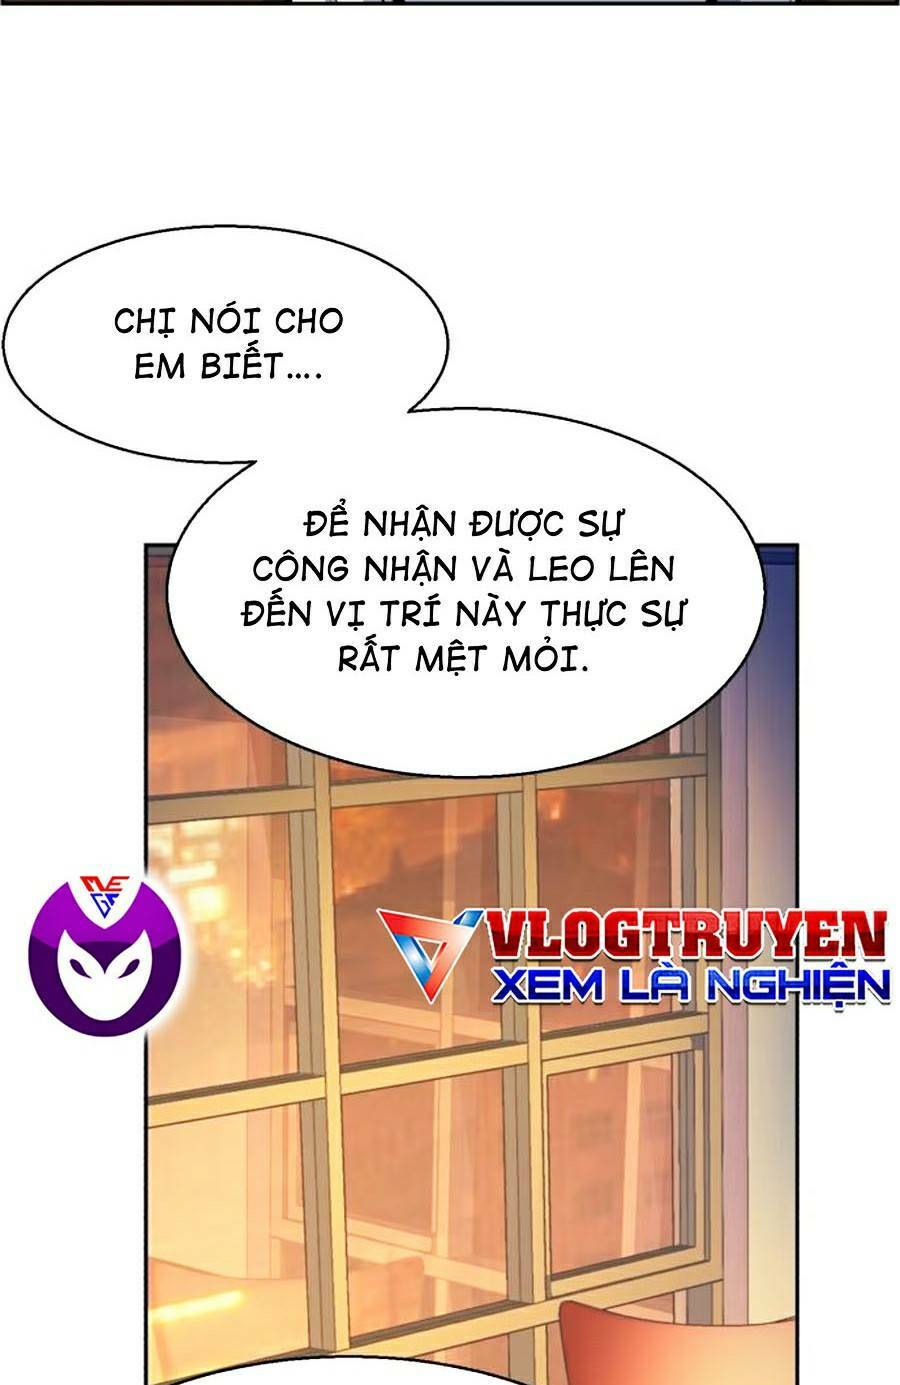 CHỊ NÓI CHO
EM BIẾT....
ĐỂ NHẬN ĐƯỢC SỰ
CÔNG NHẬN VÀ LEO LÊN
ĐẾN VỊ TRÍ NÀY THỰC SỰ
RẤT MỆT MỎI.
MEGE
VLOGTRUYEN
XEM LÀ NGHIỆN